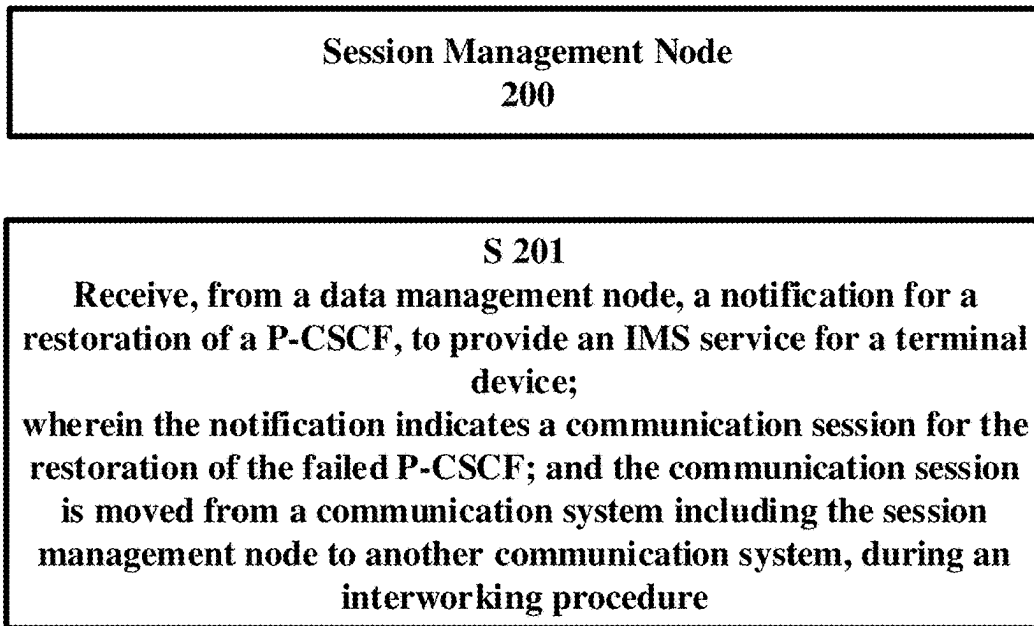 Session Management Node
200
S 201
Receive, from a data management node, a notification for a
restoration of a P-CSCF, to provide an IMS service for a terminal
device;
wherein the notification indicates a communication session for the
restoration of the failed P-CSCF; and the communication session
is moved from a communication system including the session
management node to another communication system, during an
interworking procedure